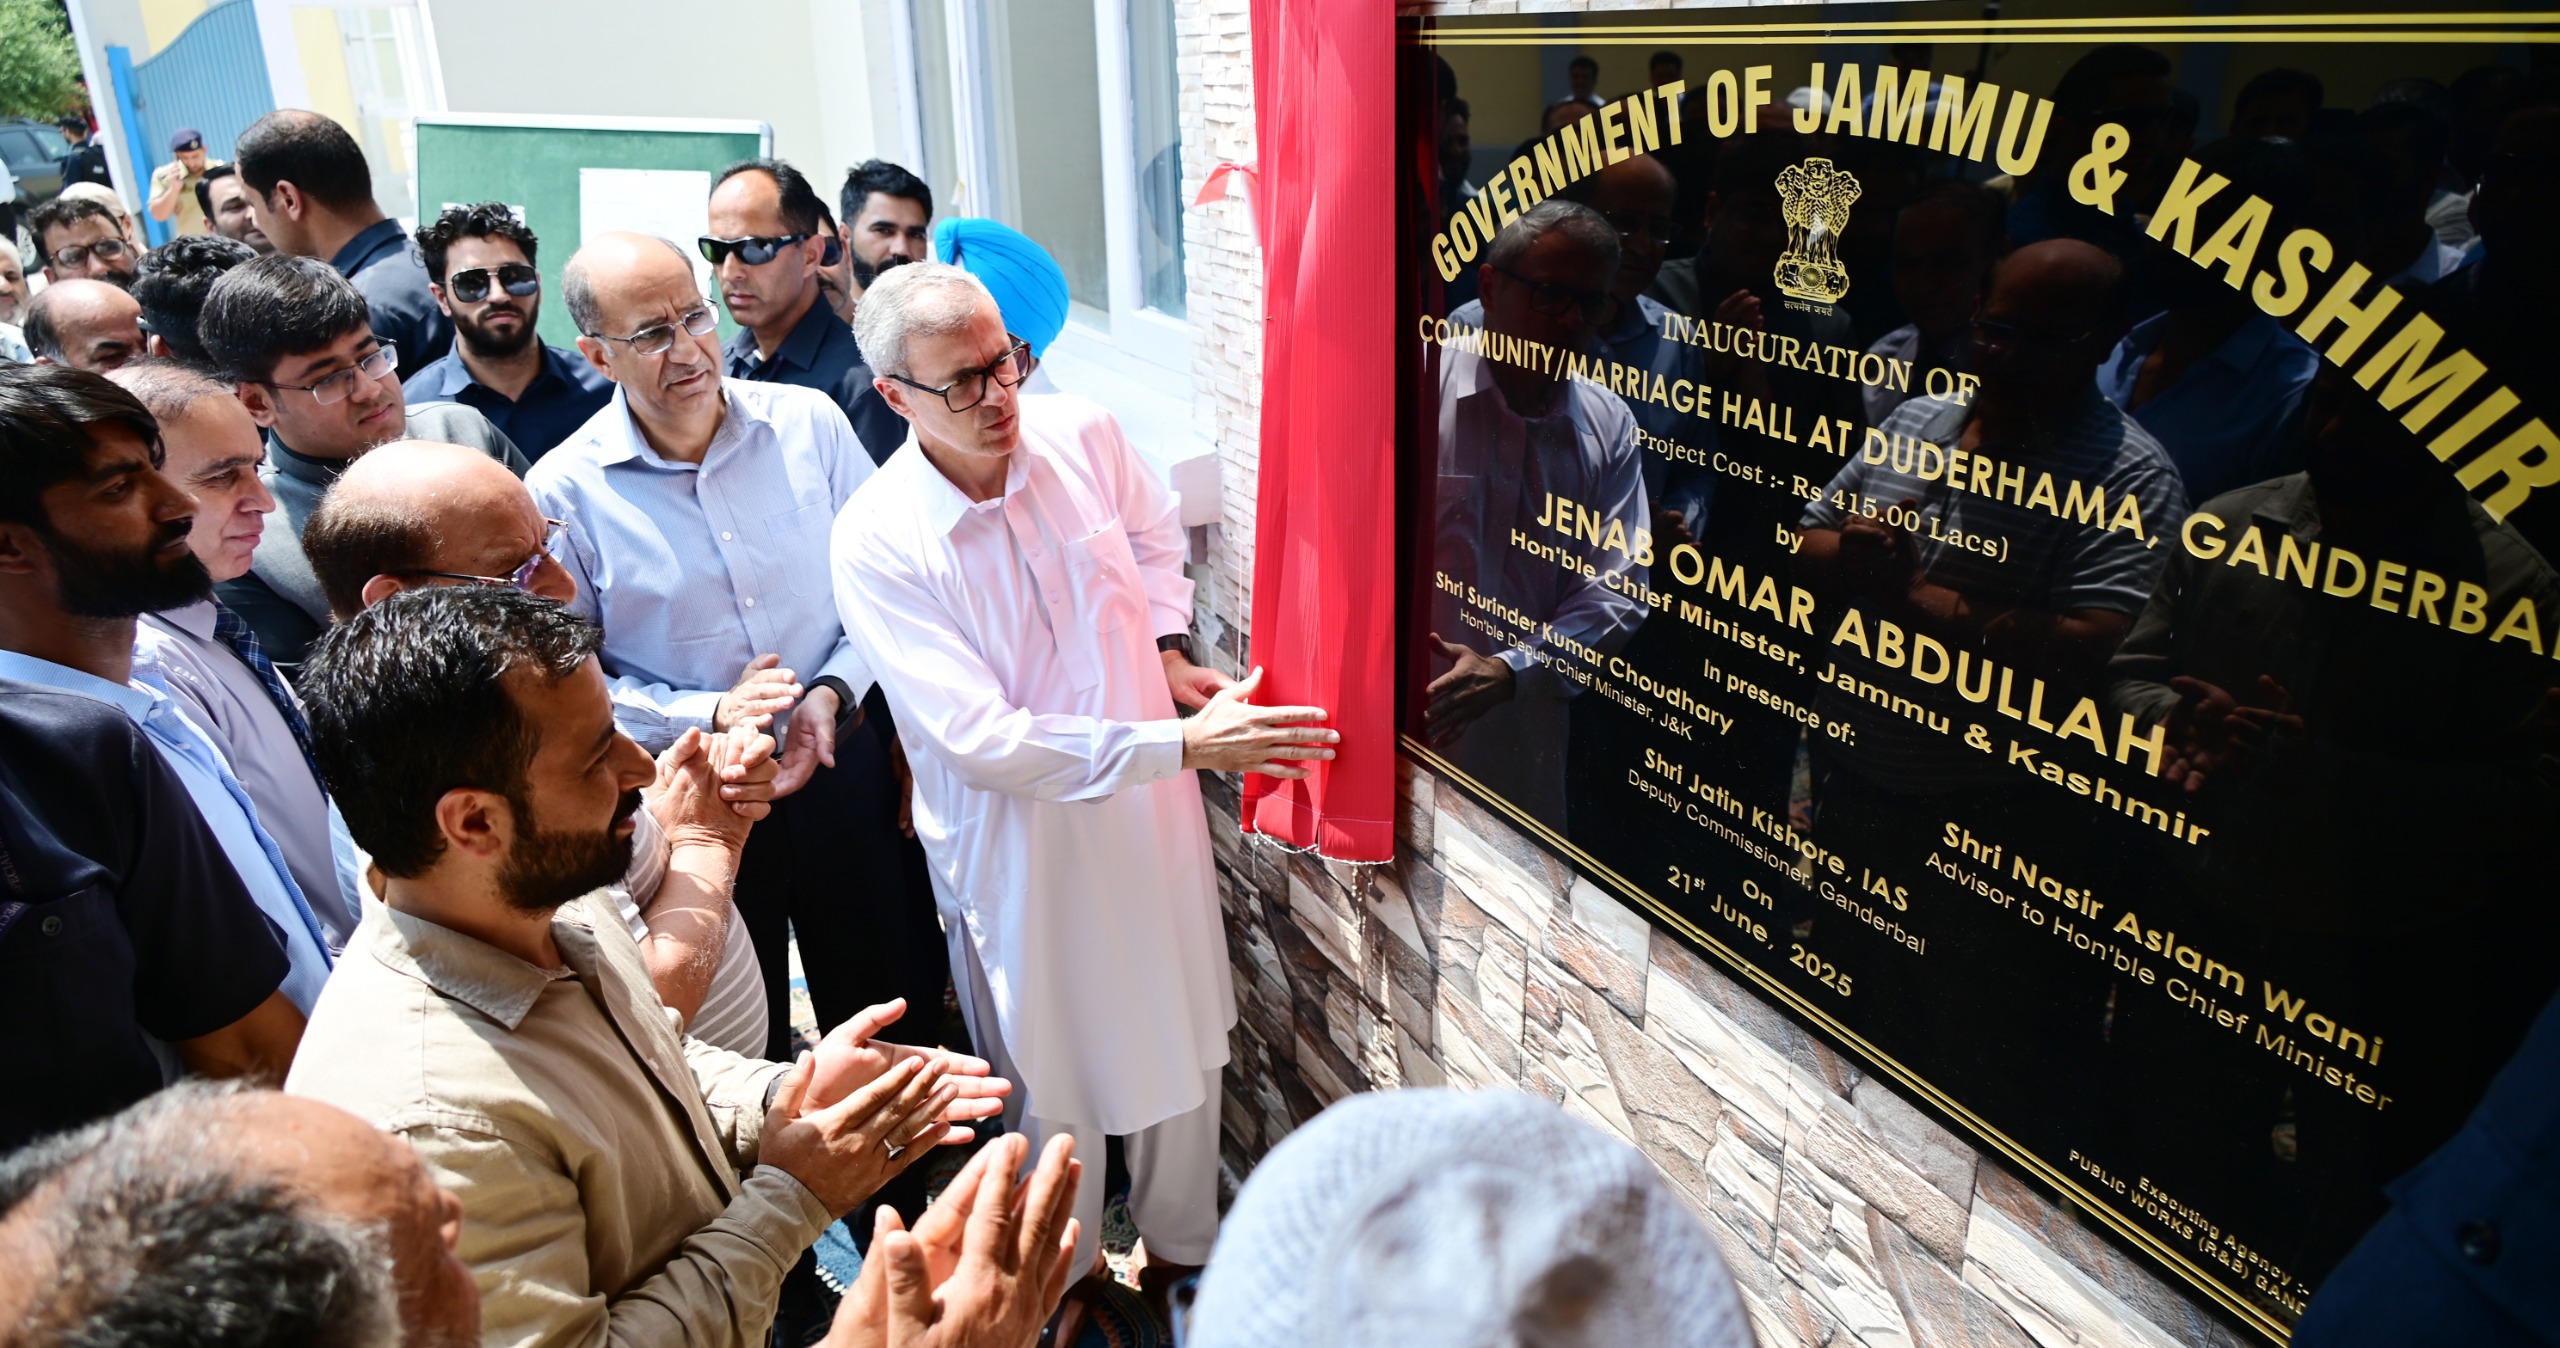 GOVERNMENT OF JAMMU & KASHMIR
सत्यमेव जयते
INAUGURATION OF
COMMUNITY/MARRIAGE HALL AT DUDERHAMA, GANDERBAL
(Project Cost :- Rs 415.00 Lacs)
by
JENAB OMAR ABDULLAH
Hon'ble Chief Minister, Jammu & Kashmir
In presence of:
Shri Surinder Kumar Choudhary
Hon'ble Deputy Chief Minister, J&K
Shri Nasir Aslam Wani
Advisor to Hon'ble Chief Minister
Shri Jatin Kishore, IAS
Deputy Commissioner, Ganderbal
On
21st June, 2025
Executing Agency :-
PUBLIC WORKS (R&B)